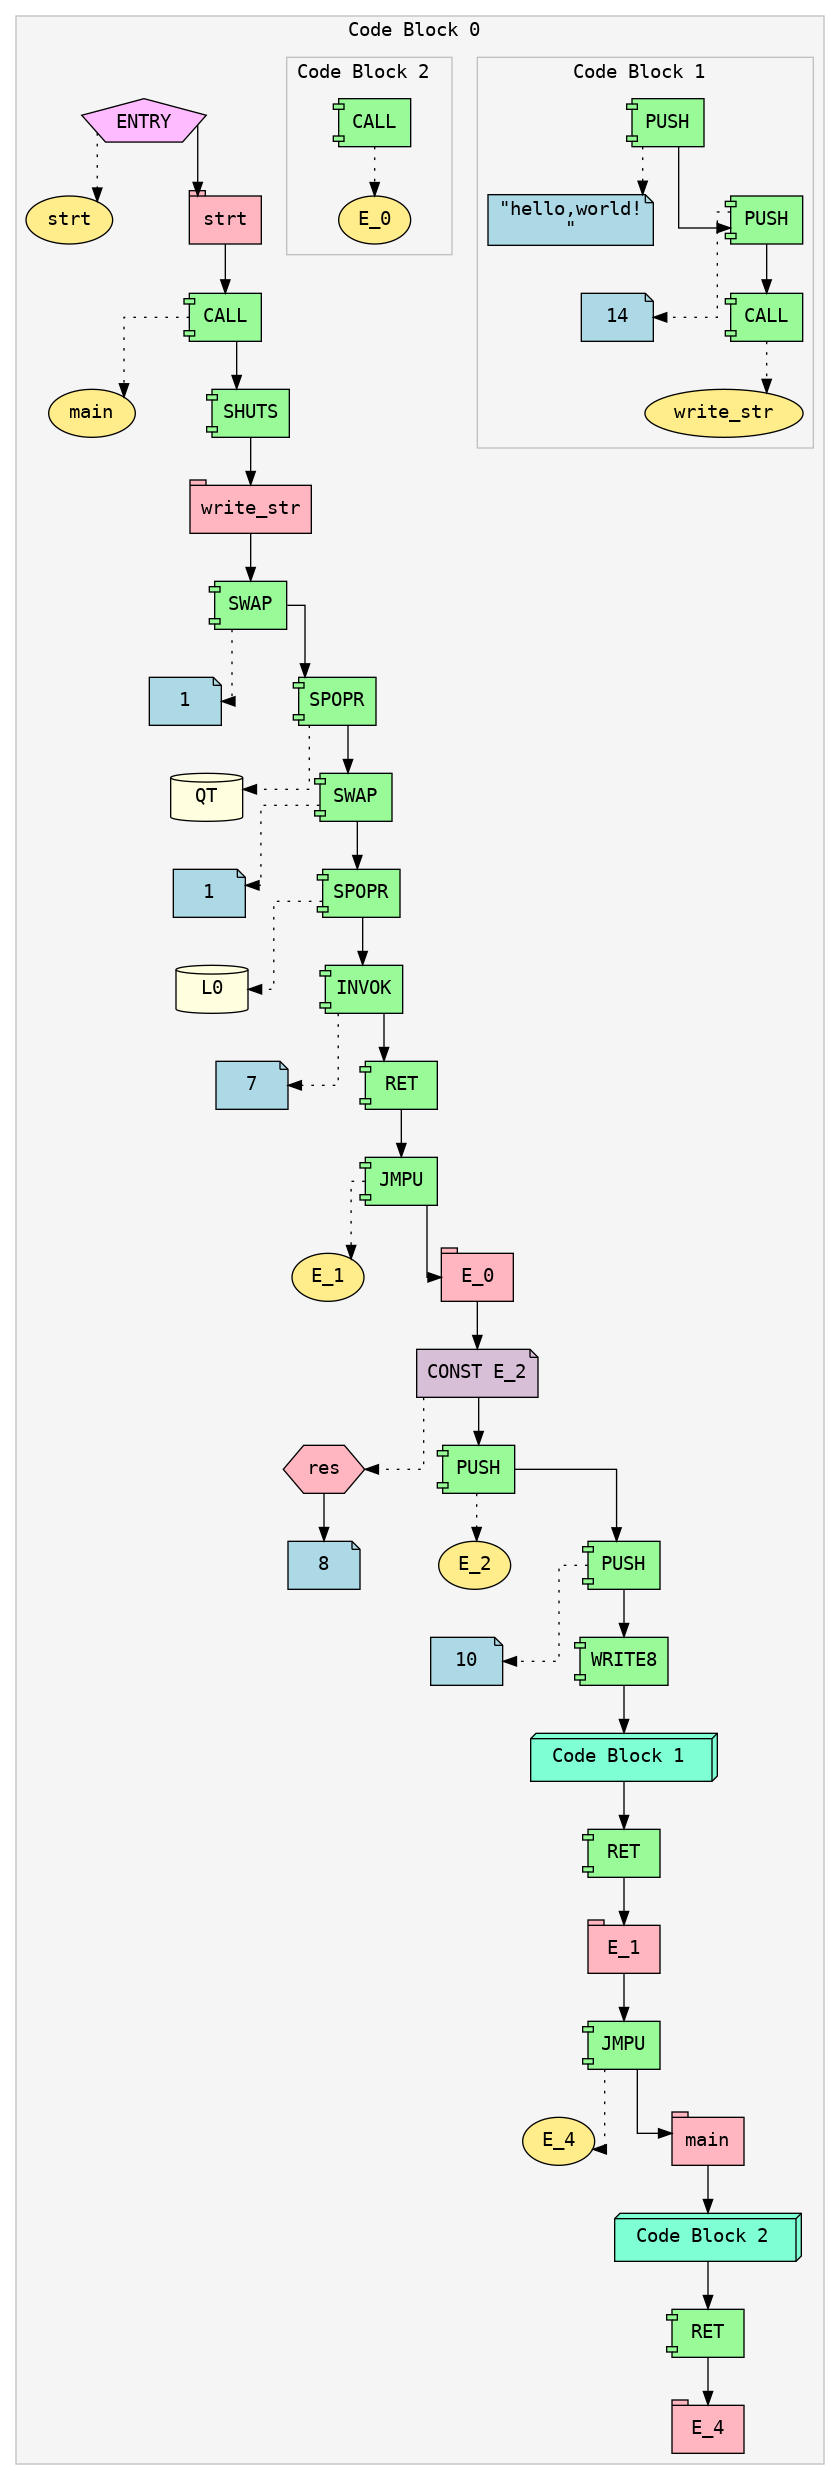 Code Block 0
Code Block 2
Code Block 1
ENTRY
CALL
PUSH
strt
strt
E_0
"hello,world!
"
PUSH
CALL
14
CALL
main
SHUTS
write_str
write_str
SWAP
1
SPOPR
QT
SWAP
1
SPOPR
L0
INVOK
7
RET
JMPU
E_1
E_0
CONST E_2
res
PUSH
8
E_2
PUSH
10
WRITE8
Code Block 1
RET
E_1
JMPU
E_4
main
Code Block 2
RET
E_4